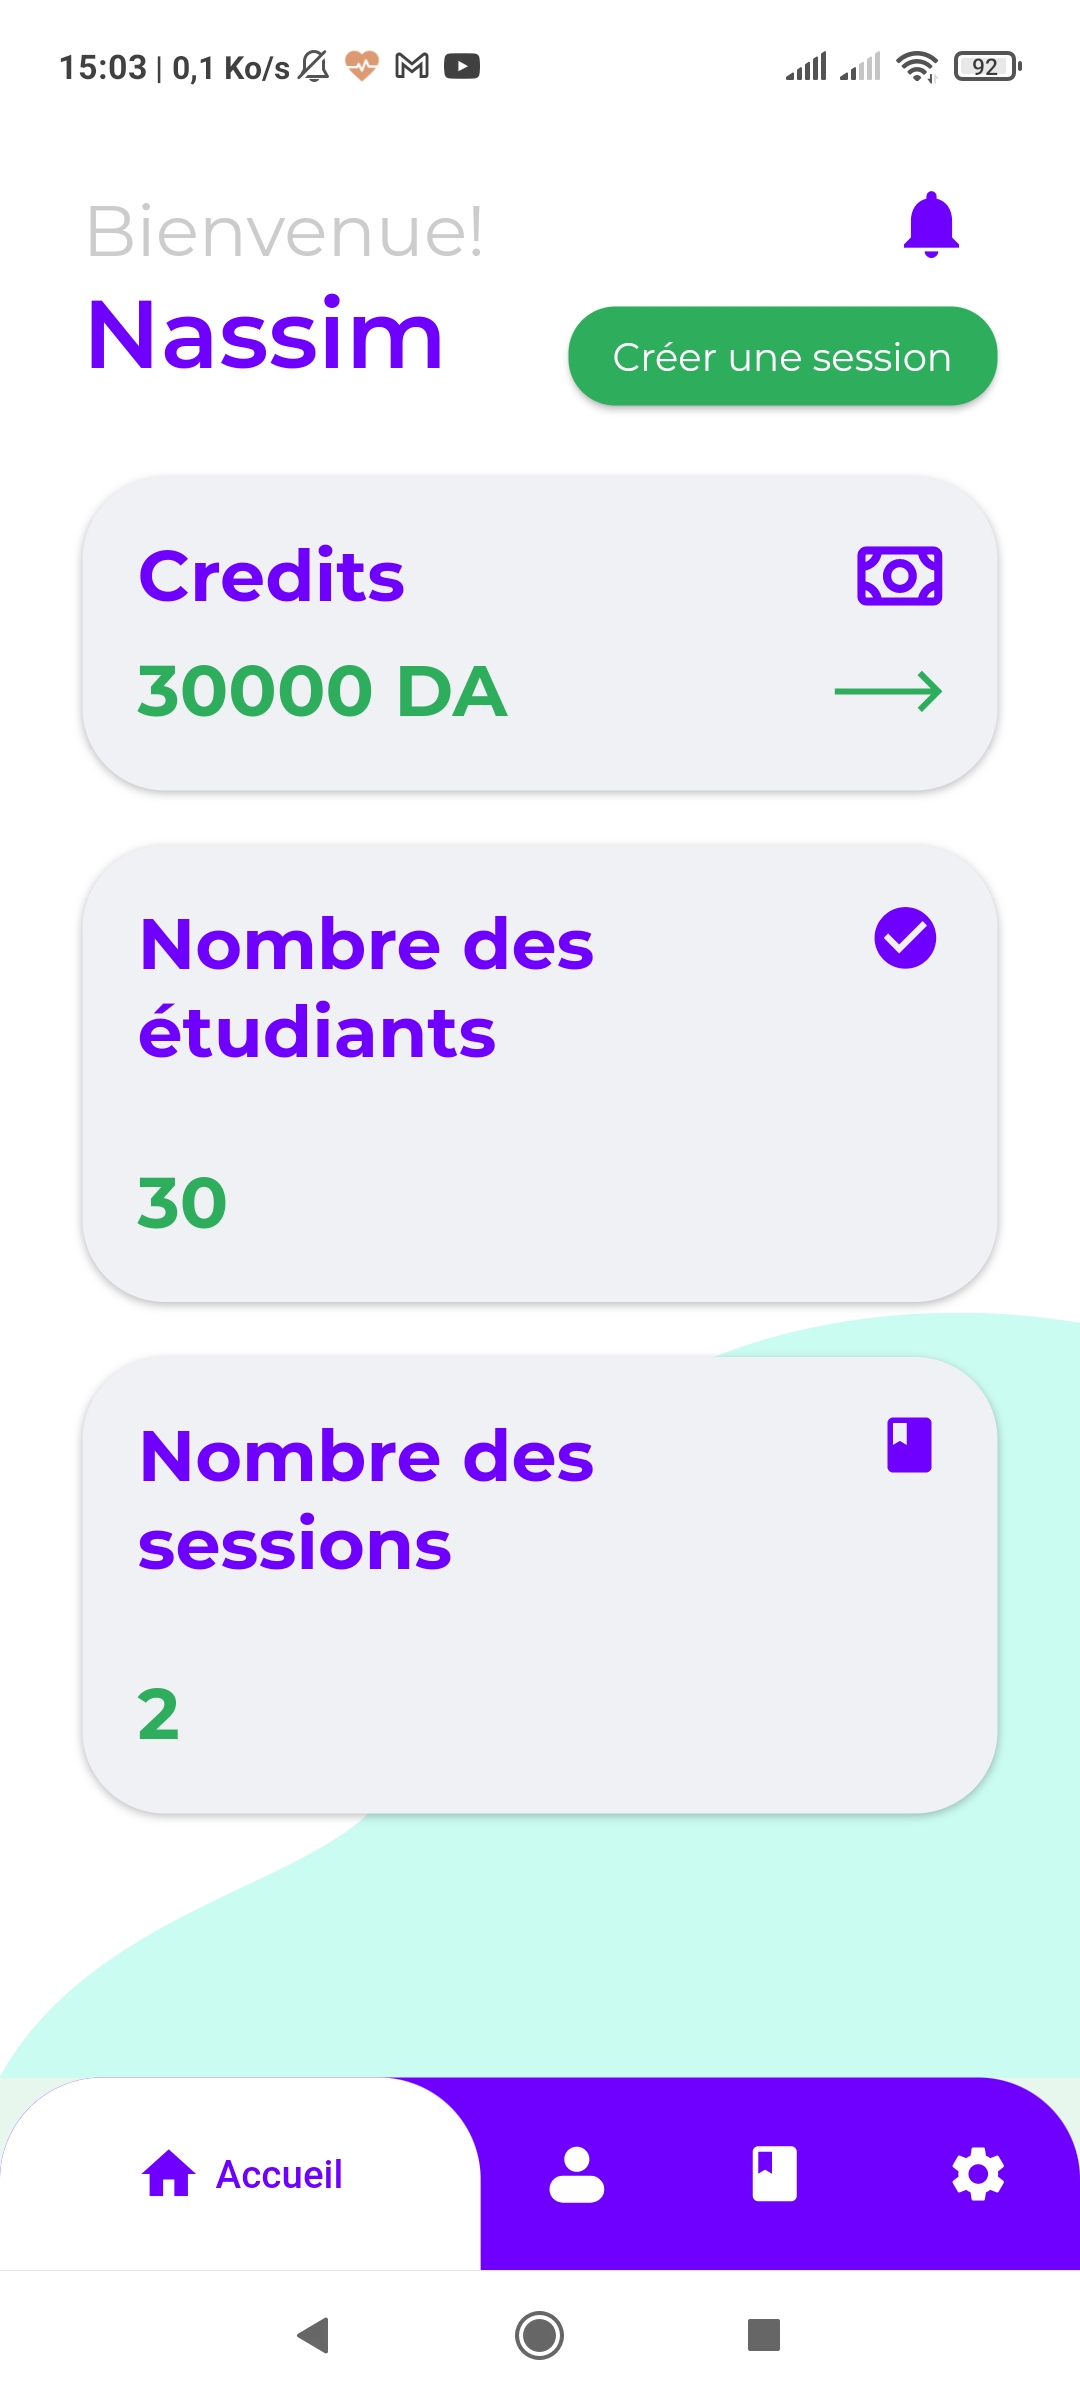 15:03 | 0,1 Ko/s
92
Bienvenue!
Nassim
Créer une session
Credits
30000 DA
Nombre des
étudiants
30
Nombre des
sessions
2
Accueil